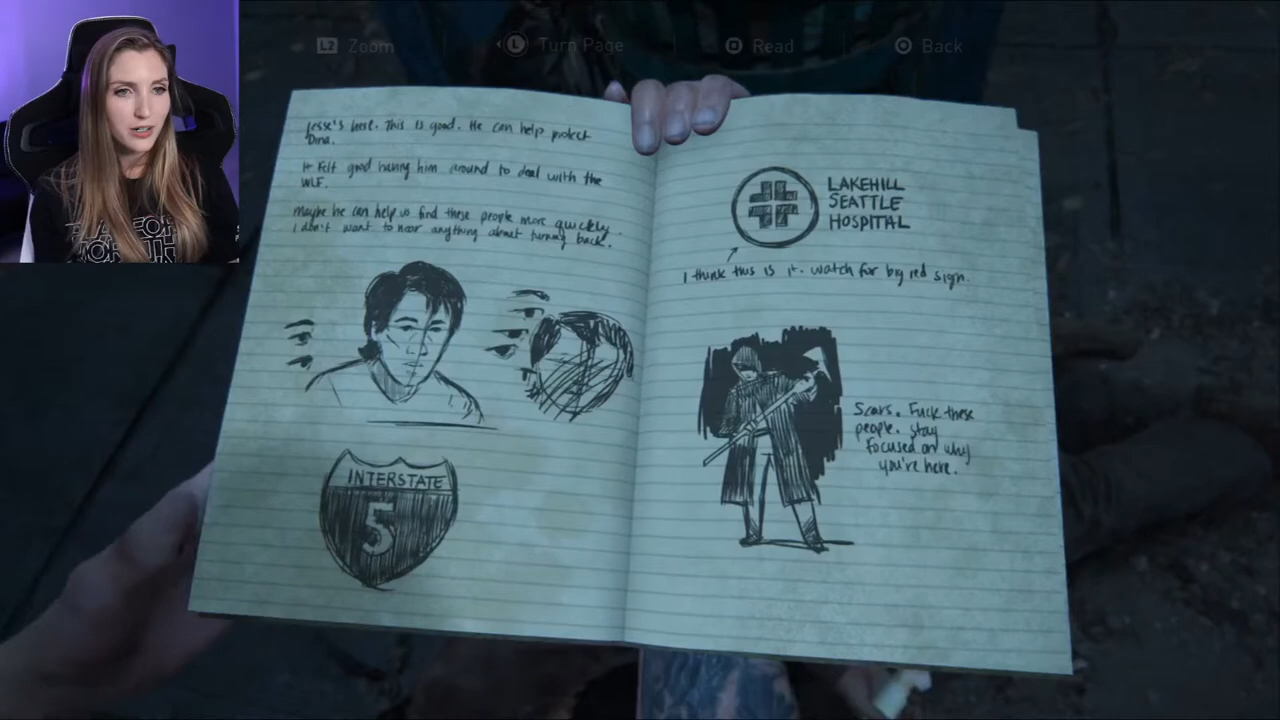 L2 Zoom
L Turn Page
Read
Back
Jesse's here. This is good. He can help protect
Dina.
It felt good having him around to deal with the
WLF.
Maybe he can help us find these people more quickly.
I don't want to hear anything about turning back.
INTERSTATE
5
LAKEHILL
SEATTLE
HOSPITAL
I think this is it. watch for big red sign.
Scars. Fuck these
people. stay
focused on why
you're here.